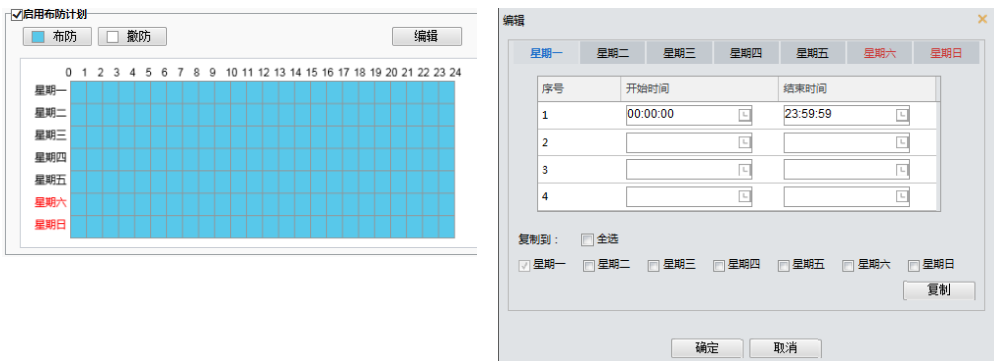 启用布防计划
布防 撤防 编辑
0 1 2 3 4 5 6 7 8 9 10 11 12 13 14 15 16 17 18 19 20 21 22 23 24
星期一
星期二
星期三
星期四
星期五
星期六
星期日
编辑
星期一 星期二 星期三 星期四 星期五 星期六 星期日
序号 开始时间 结束时间
1 00:00:00 23:59:59
2
3
4
复制到： 全选
星期一 星期二 星期三 星期四 星期五 星期六 星期日
复制
确定 取消